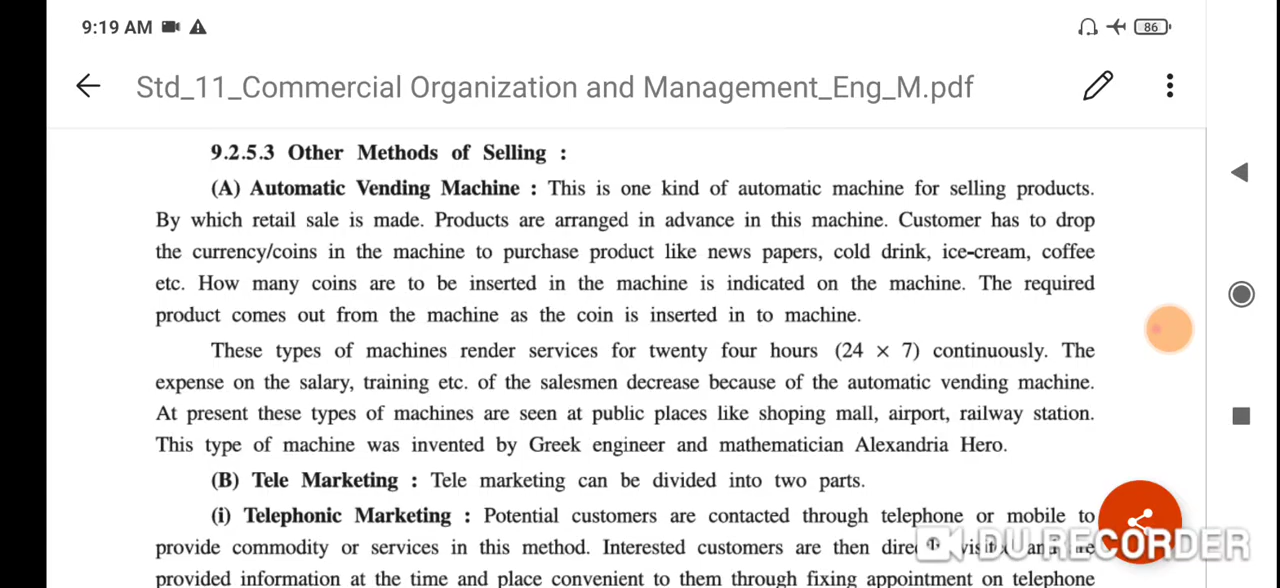 9:19 AM
86
Std_11_Commercial Organization and Management_Eng_M.pdf
9.2.5.3 Other Methods of Selling :
(A) Automatic Vending Machine : This is one kind of automatic machine for selling products.
By which retail sale is made. Products are arranged in advance in this machine. Customer has to drop
the currency/coins in the machine to purchase product like news papers, cold drink, ice-cream, coffee
etc. How many coins are to be inserted in the machine is indicated on the machine. The required
product comes out from the machine as the coin is inserted in to machine.
These types of machines render services for twenty four hours (24 × 7) continuously. The
expense on the salary, training etc. of the salesmen decrease because of the automatic vending machine.
At present these types of machines are seen at public places like shoping mall, airport, railway station.
This type of machine was invented by Greek engineer and mathematician Alexandria Hero.
(B) Tele Marketing : Tele marketing can be divided into two parts.
(i) Telephonic Marketing : Potential customers are contacted through telephone or mobile to
provide commodity or services in this method. Interested customers are then
DU RECORDER
provided information at the time and place convenient to them through fixing appointment on telephone